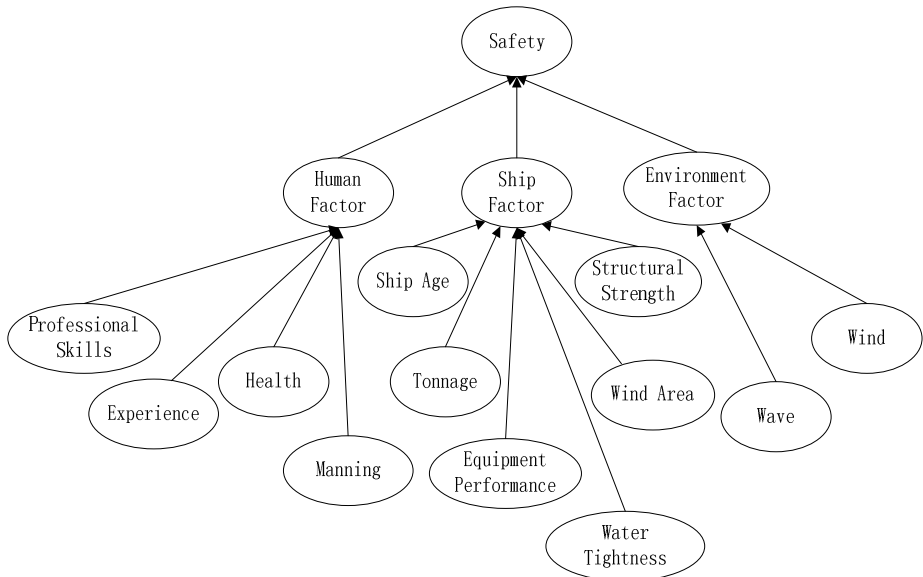 Safety
Human
Factor
Ship
Factor
Environment
Factor
Ship Age
Structural
Strength
Professional
Skills
Wind
Health
Tonnage
Wind Area
Experience
Wave
Manning
Equipment
Performance
Water
Tightness